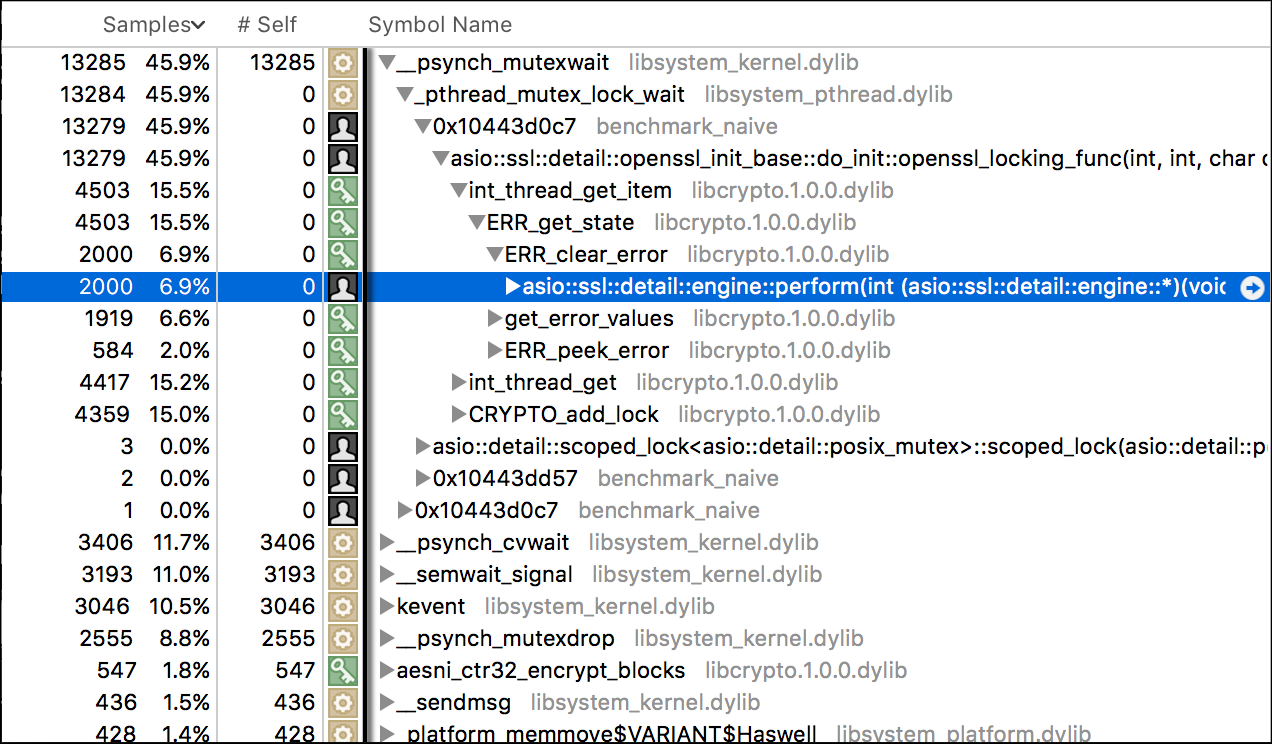 Samples # Self Symbol Name
13285 45.9% 13285 __psynch_mutexwait libsystem_kernel.dylib
13284 45.9% 0 _pthread_mutex_lock_wait libsystem_pthread.dylib
13279 45.9% 0 0x10443d0c7 benchmark_naive
13279 45.9% 0 asio::ssl::detail::openssl_init_base::do_init::openssl_locking_func(int, int, char c
4503 15.5% 0 int_thread_get_item libcrypto.1.0.0.dylib
4503 15.5% 0 ERR_get_state libcrypto.1.0.0.dylib
2000 6.9% 0 ERR_clear_error libcrypto.1.0.0.dylib
2000 6.9% 0 asio::ssl::detail::engine::perform(int (asio::ssl::detail::engine::*)(voic
1919 6.6% 0 get_error_values libcrypto.1.0.0.dylib
584 2.0% 0 ERR_peek_error libcrypto.1.0.0.dylib
4417 15.2% 0 int_thread_get libcrypto.1.0.0.dylib
4359 15.0% 0 CRYPTO_add_lock libcrypto.1.0.0.dylib
3 0.0% 0 asio::detail::scoped_lock<asio::detail::posix_mutex>::scoped_lock(asio::detail::p
2 0.0% 0 0x10443dd57 benchmark_naive
1 0.0% 0 0x10443d0c7 benchmark_naive
3406 11.7% 3406 __psynch_cvwait libsystem_kernel.dylib
3193 11.0% 3193 __semwait_signal libsystem_kernel.dylib
3046 10.5% 3046 kevent libsystem_kernel.dylib
2555 8.8% 2555 __psynch_mutexdrop libsystem_kernel.dylib
547 1.8% 547 aesni_ctr32_encrypt_blocks libcrypto.1.0.0.dylib
436 1.5% 436 __sendmsg libsystem_kernel.dylib
428 1.4% 428 _platform_memmove$VARIANT$Haswell libsystem_platform.dylib